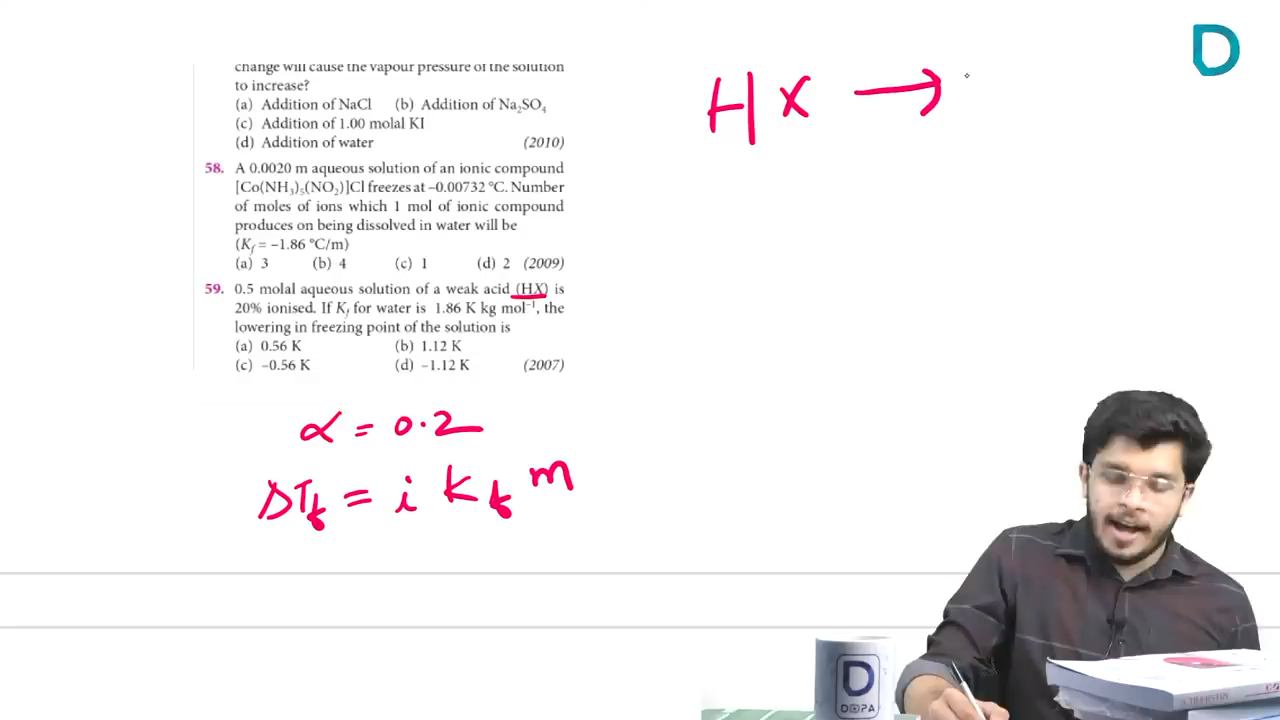 D
change will cause the vapour pressure of the solution
to increase?
(a) Addition of NaCl (b) Addition of Na₂SO₄
(c) Addition of 1.00 molal KI
(d) Addition of water (2010)
58. A 0.0020 m aqueous solution of an ionic compound
[Co(NH₃)₅(NO₂)]Cl freezes at –0.00732 °C. Number
of moles of ions which 1 mol of ionic compound
produces on being dissolved in water will be
(K_f = –1.86 °C/m)
(a) 3 (b) 4 (c) 1 (d) 2 (2009)
59. 0.5 molal aqueous solution of a weak acid (HX) is
20% ionised. If K_f for water is 1.86 K kg mol⁻¹, the
lowering in freezing point of the solution is
(a) 0.56 K (b) 1.12 K
(c) –0.56 K (d) –1.12 K (2007)
HX →
α = 0.2
ΔT_f = i K_f m
D
DOPA
CHEMISTRY